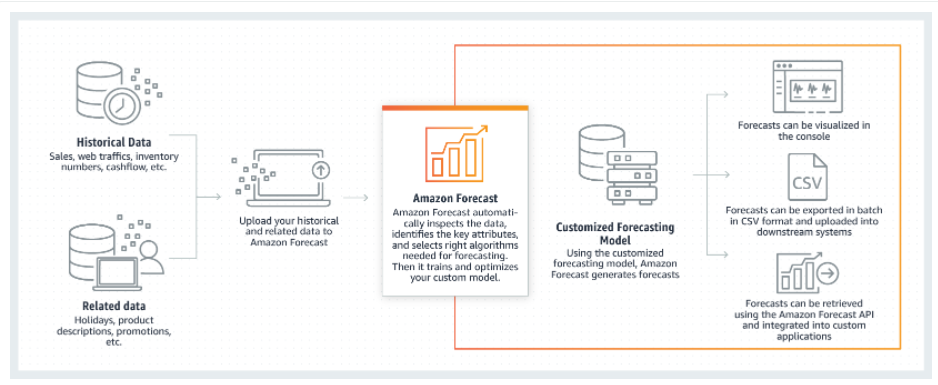 Historical Data
Sales, web traffics, inventory
numbers, cashflow, etc.
Related data
Holidays, product
descriptions, promotions,
etc.
Upload your historical
and related data to
Amazon Forecast
Amazon Forecast
Amazon Forecast automati-
cally inspects the data,
identifies the key attributes,
and selects right algorithms
needed for forecasting.
Then it trains and optimizes
your custom model.
Customized Forecasting
Model
Using the customized
forecasting model, Amazon
Forecast generates forecasts
Forecasts can be visualized in
the console
CSV
Forecasts can be exported in batch
in CSV format and uploaded into
downstream systems
Forecasts can be retrieved
using the Amazon Forecast API
and integrated into custom
applications